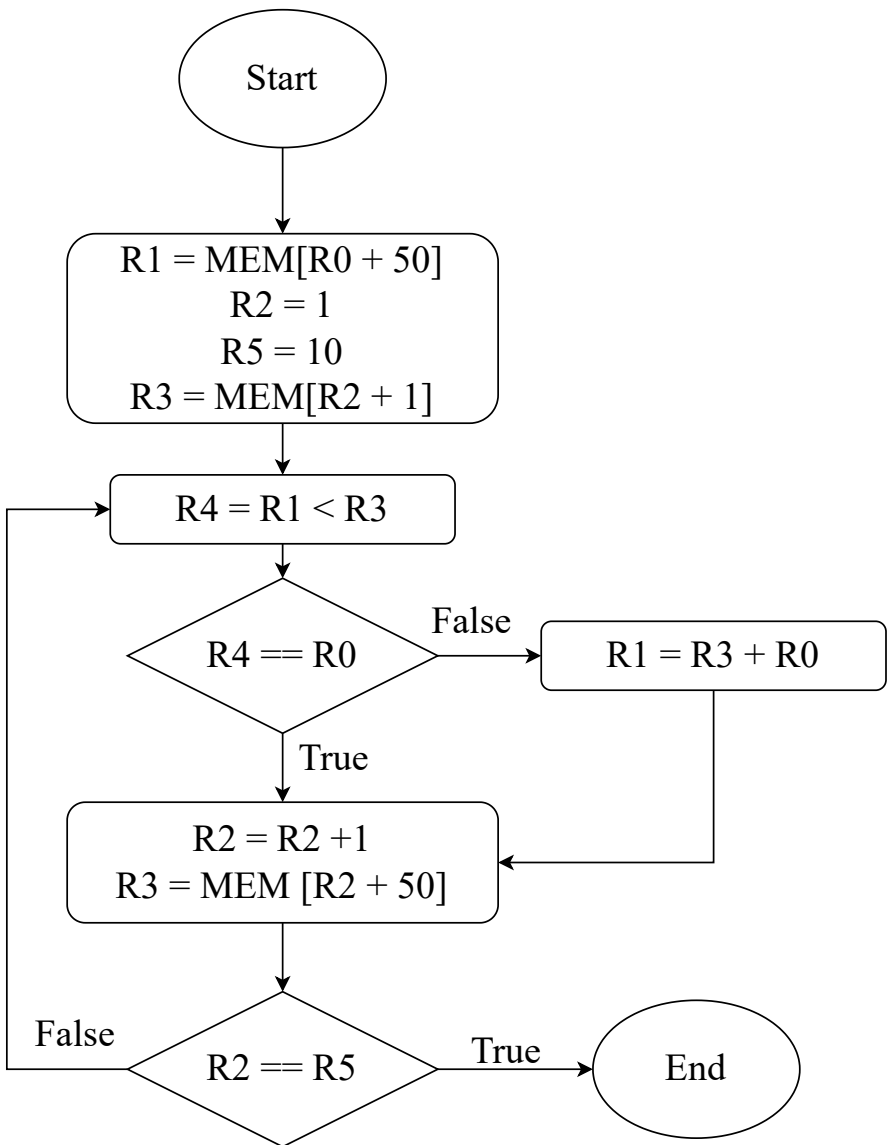 Start
R1 = MEM[R0 + 50]
R2 = 1
R5 = 10
R3 = MEM[R2 + 1]
R4 = R1 < R3
R4 == R0
False
R1 = R3 + R0
True
R2 = R2 +1
R3 = MEM [R2 + 50]
False
R2 == R5
True
End